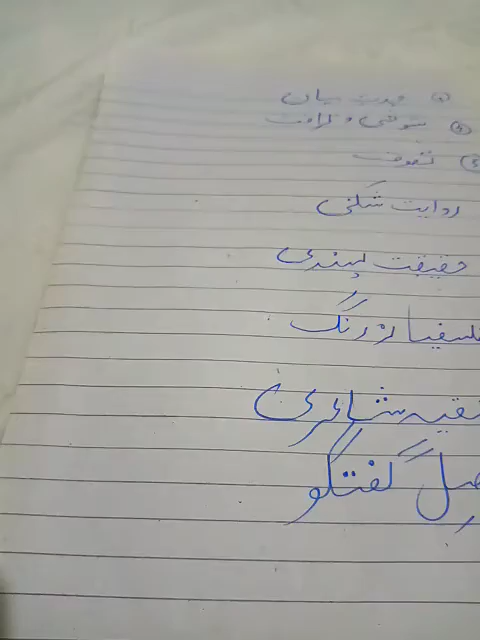 جدت بیان
شوخی و ظرافت
تصوف
روایت شکنی
حقیقت پسندی
فلسفیانہ رنگ
شاعری
گفتگو